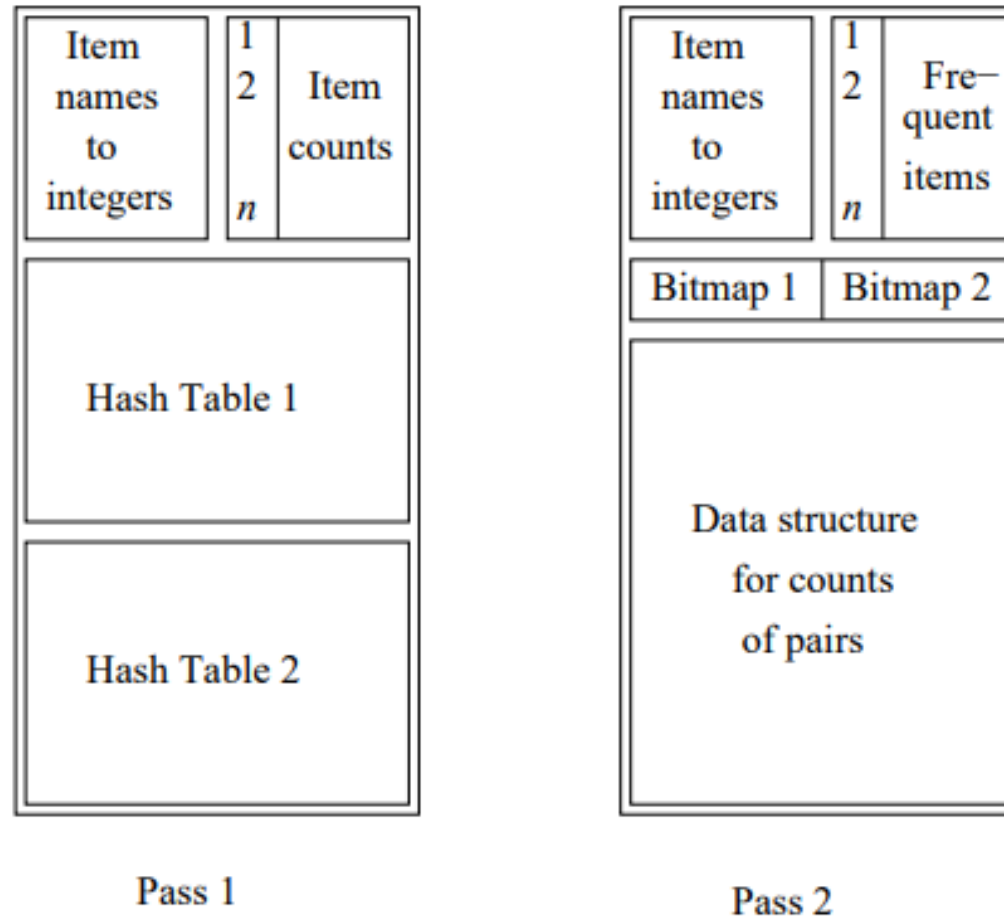 Item
names
to
integers
1
2
n
Item
counts
Hash Table 1
Hash Table 2
Pass 1
Item
names
to
integers
1
2
n
Fre−
quent
items
Bitmap 1
Bitmap 2
Data structure
for counts
of pairs
Pass 2